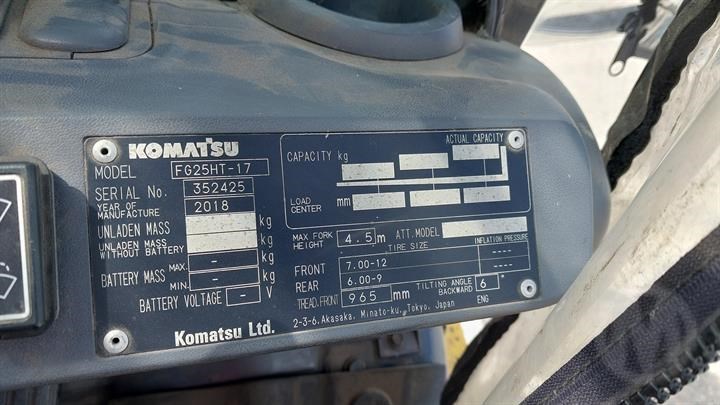 KOMATSU
MODEL FG25HT-17
SERIAL No. 352425
YEAR OF MANUFACTURE 2018
UNLADEN MASS kg
UNLADEN MASS WITHOUT BATTERY kg
BATTERY MASS MAX. - kg
MIN. - kg
BATTERY VOLTAGE - V
Komatsu Ltd.
ACTUAL CAPACITY
CAPACITY kg
LOAD CENTER mm
MAX FORK HEIGHT 4.5 m ATT. MODEL
TIRE SIZE INFLATION PRESSURE
FRONT 7.00-12 ----
REAR 6.00-9 ----
TREAD.FRONT 965 mm TILTING ANGLE BACKWARD 6°
ENG
2-3-6, Akasaka, Minato-ku, Tokyo, Japan